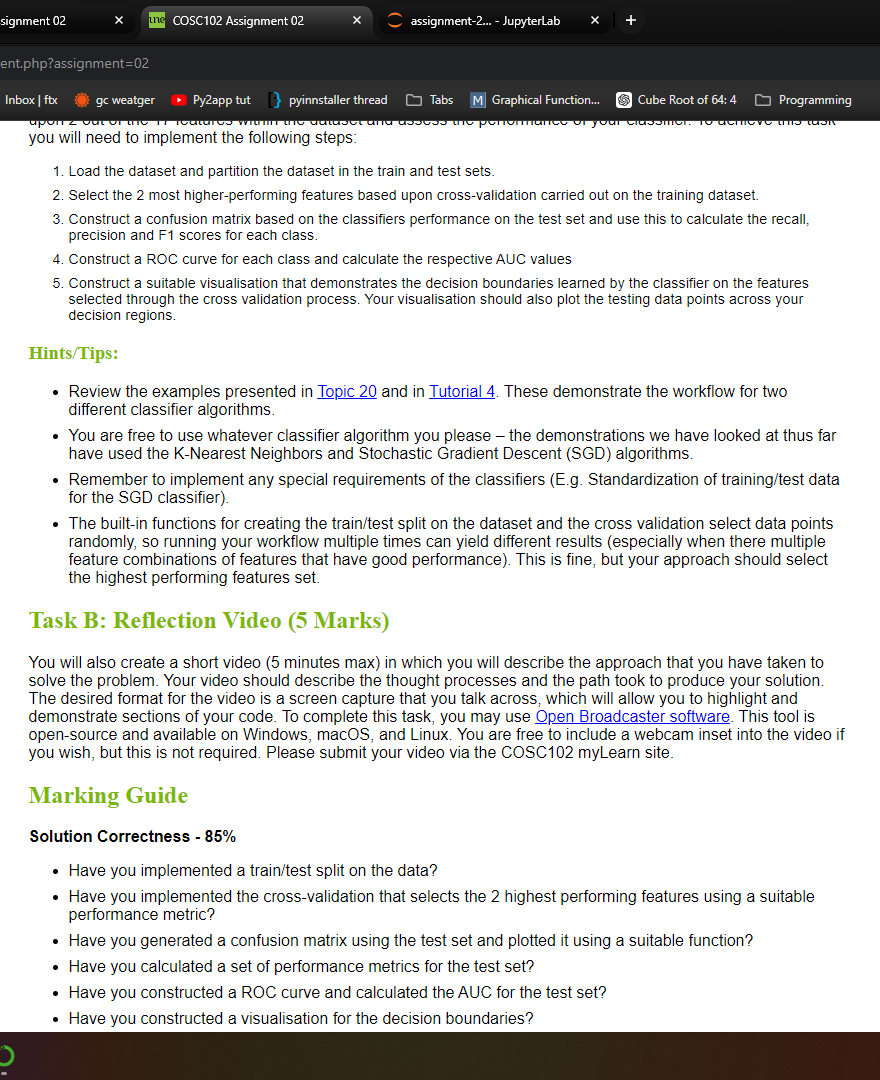 signment 02
une COSC102 Assignment 02
assignment-2... - JupyterLab
ent.php?assignment=02
Inbox | ftx gc weatger Py2app tut pyinnstaller thread Tabs M Graphical Function... Cube Root of 64: 4 Programming
upon 2 out of the 17 features within the dataset and assess the performance of your classifier. To achieve this task
you will need to implement the following steps:
1. Load the dataset and partition the dataset in the train and test sets.
2. Select the 2 most higher-performing features based upon cross-validation carried out on the training dataset.
3. Construct a confusion matrix based on the classifiers performance on the test set and use this to calculate the recall,
precision and F1 scores for each class.
4. Construct a ROC curve for each class and calculate the respective AUC values
5. Construct a suitable visualisation that demonstrates the decision boundaries learned by the classifier on the features
selected through the cross validation process. Your visualisation should also plot the testing data points across your
decision regions.
Hints/Tips:
• Review the examples presented in Topic 20 and in Tutorial 4. These demonstrate the workflow for two
different classifier algorithms.
• You are free to use whatever classifier algorithm you please – the demonstrations we have looked at thus far
have used the K-Nearest Neighbors and Stochastic Gradient Descent (SGD) algorithms.
• Remember to implement any special requirements of the classifiers (E.g. Standardization of training/test data
for the SGD classifier).
• The built-in functions for creating the train/test split on the dataset and the cross validation select data points
randomly, so running your workflow multiple times can yield different results (especially when there multiple
feature combinations of features that have good performance). This is fine, but your approach should select
the highest performing features set.
Task B: Reflection Video (5 Marks)
You will also create a short video (5 minutes max) in which you will describe the approach that you have taken to
solve the problem. Your video should describe the thought processes and the path took to produce your solution.
The desired format for the video is a screen capture that you talk across, which will allow you to highlight and
demonstrate sections of your code. To complete this task, you may use Open Broadcaster software. This tool is
open-source and available on Windows, macOS, and Linux. You are free to include a webcam inset into the video if
you wish, but this is not required. Please submit your video via the COSC102 myLearn site.
Marking Guide
Solution Correctness - 85%
• Have you implemented a train/test split on the data?
• Have you implemented the cross-validation that selects the 2 highest performing features using a suitable
performance metric?
• Have you generated a confusion matrix using the test set and plotted it using a suitable function?
• Have you calculated a set of performance metrics for the test set?
• Have you constructed a ROC curve and calculated the AUC for the test set?
• Have you constructed a visualisation for the decision boundaries?